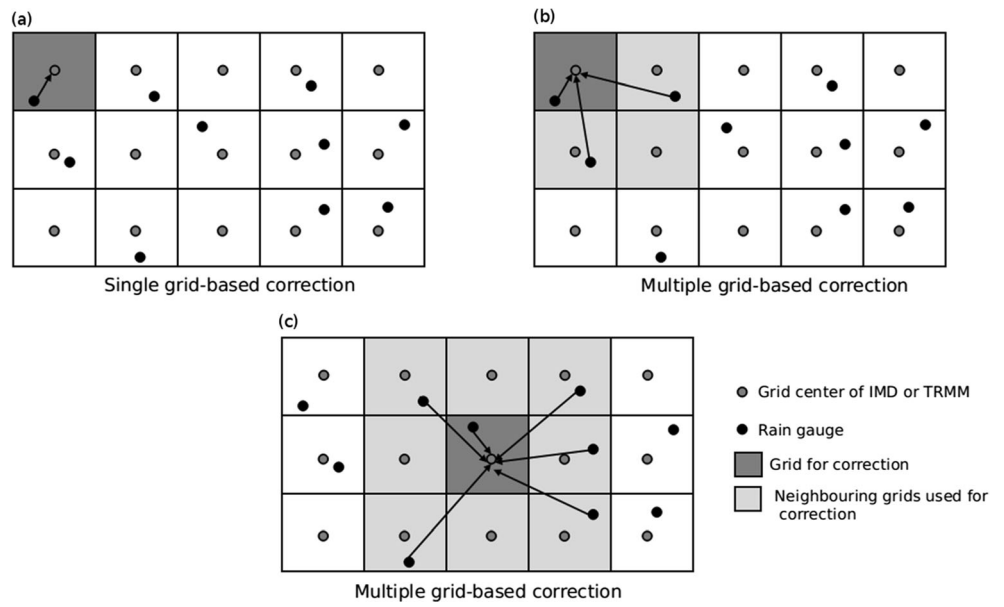 (a)
(b)
Single grid-based correction
Multiple grid-based correction
(c)
Grid center of IMD or TRMM
Rain gauge
Grid for correction
Neighbouring grids used for
correction
Multiple grid-based correction